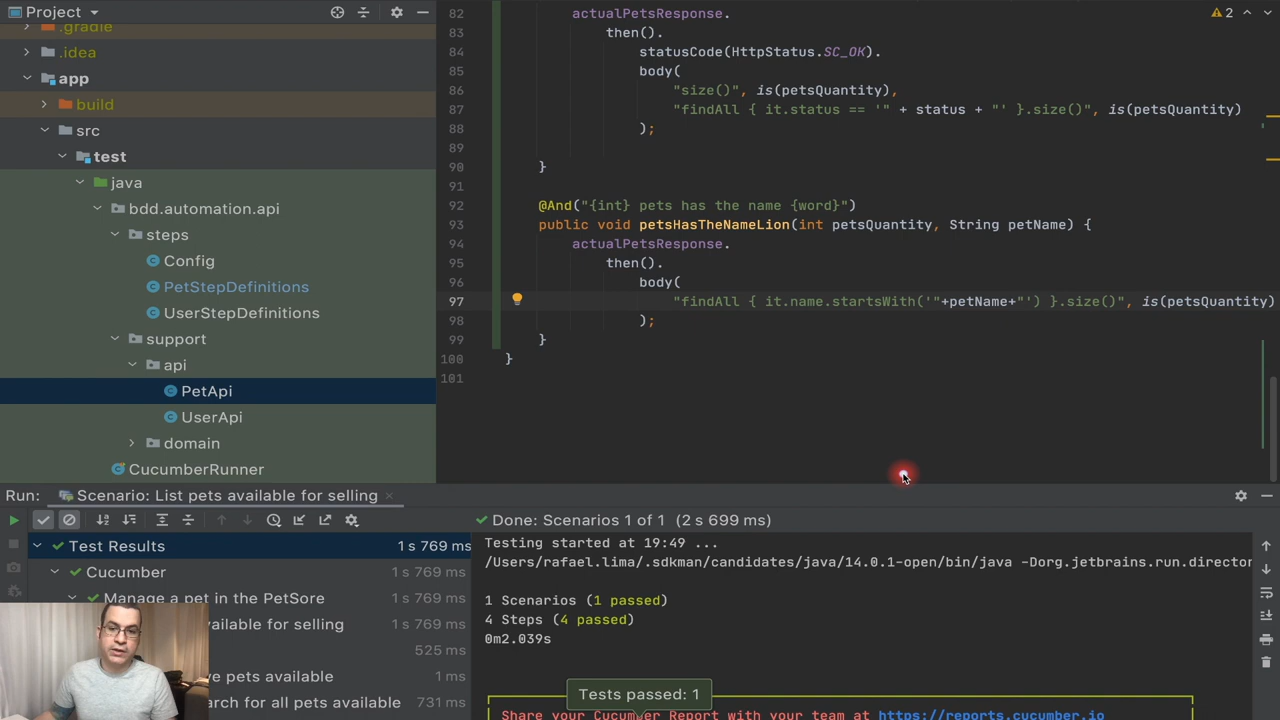 Project
.gradle
.idea
app
build
src
test
java
bdd.automation.api
steps
Config
PetStepDefinitions
UserStepDefinitions
support
api
PetApi
UserApi
domain
CucumberRunner
2
82 actualPetsResponse.
83 then().
84 statusCode(HttpStatus.SC_OK).
85 body(
86 "size()", is(petsQuantity),
87 "findAll { it.status == '" + status + "' }.size()", is(petsQuantity)
88 );
89
90 }
91
92 @And("{int} pets has the name {word}")
93 public void petsHasTheNameLion(int petsQuantity, String petName) {
94 actualPetsResponse.
95 then().
96 body(
97 "findAll { it.name.startsWith('"+petName+"') }.size()", is(petsQuantity)
98 );
99 }
100 }
101
Run: Scenario: List pets available for selling
Done: Scenarios 1 of 1 (2 s 699 ms)
Test Results 1 s 769 ms
Cucumber 1 s 769 ms
Manage a pet in the PetSore 1 s 769 ms
ailable for selling 1 s 769 ms
525 ms
ve pets available
arch for all pets available 731 ms
Testing started at 19:49 ...
/Users/rafael.lima/.sdkman/candidates/java/14.0.1-open/bin/java -Dorg.jetbrains.run.director
1 Scenarios (1 passed)
4 Steps (4 passed)
0m2.039s
Tests passed: 1
Share your Cucumber Report with your team at https://reports.cucumber.io